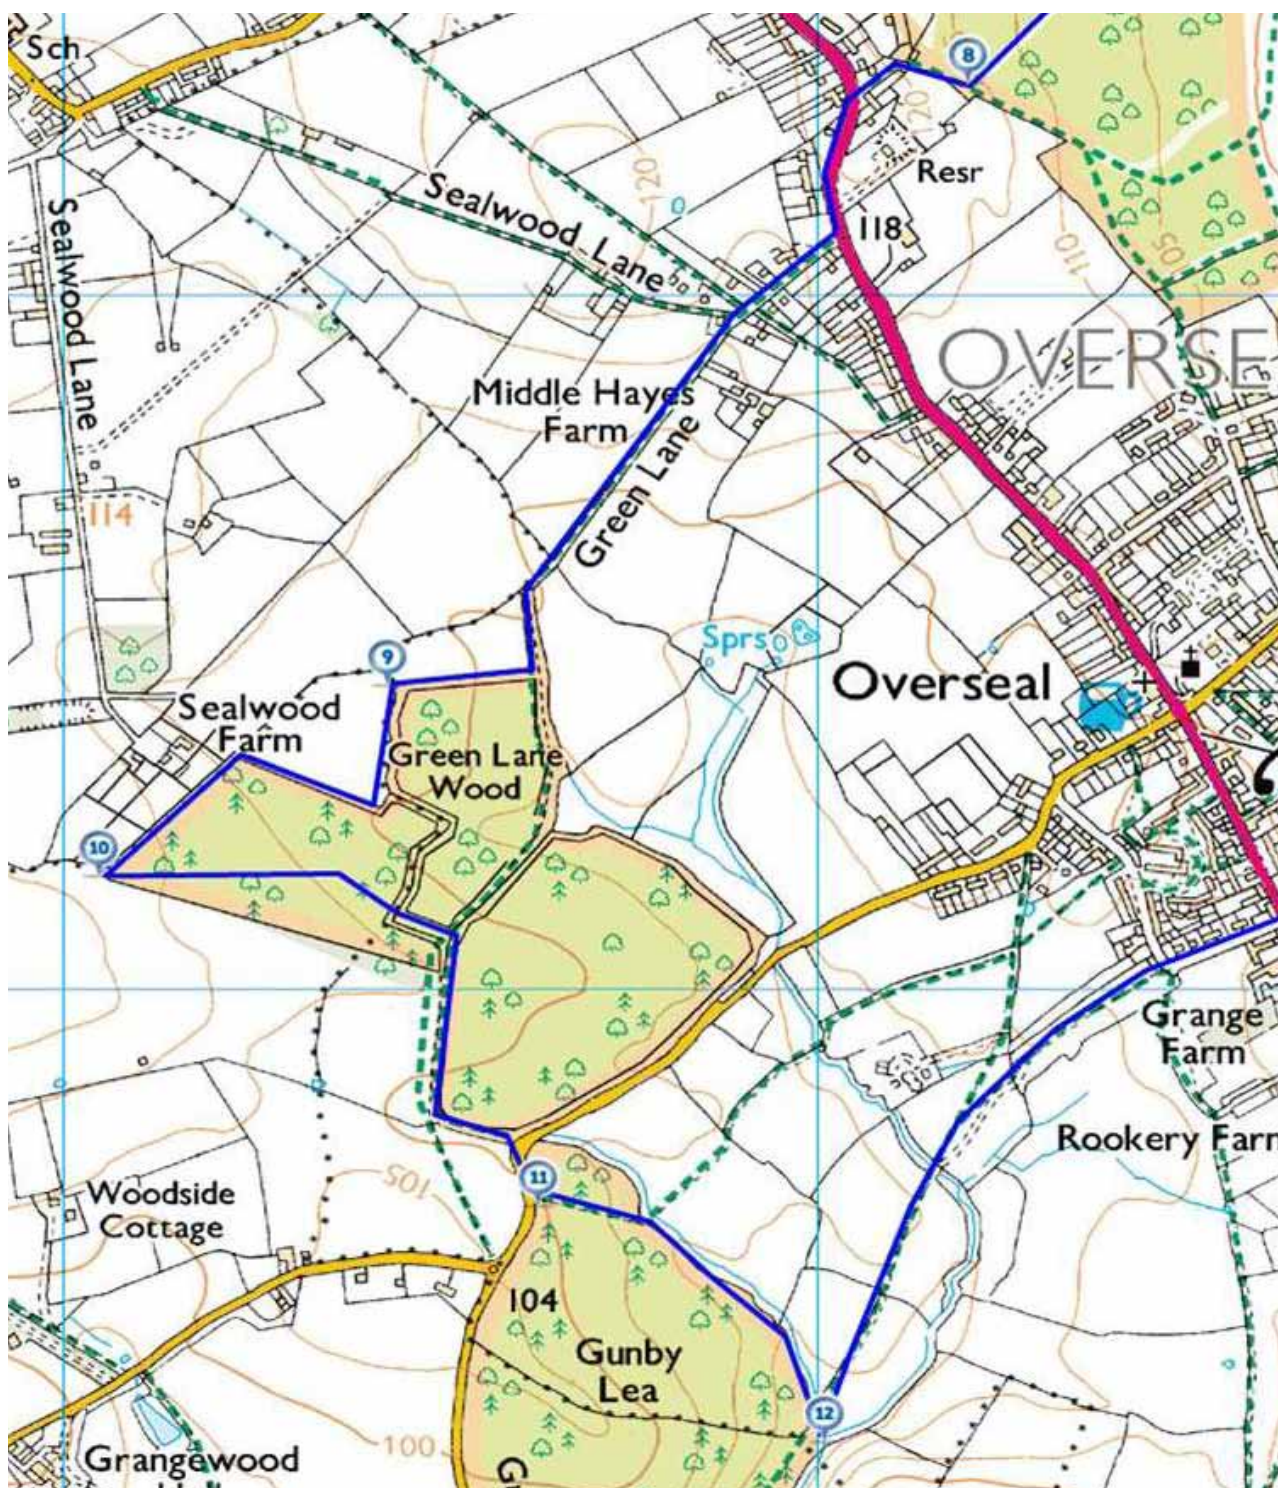 Sch
8
120
120
Resr
Sealwood Lane
118
110
105
Sealwood Lane
OVERSE
Middle Hayes
Farm
Green Lane
114
Sprs
9
Overseal
Sealwood
Farm
Green Lane
Wood
10
Grange
Farm
Rookery Farm
11
105
Woodside
Cottage
104
Gunby
Lea
12
100
Grangewood